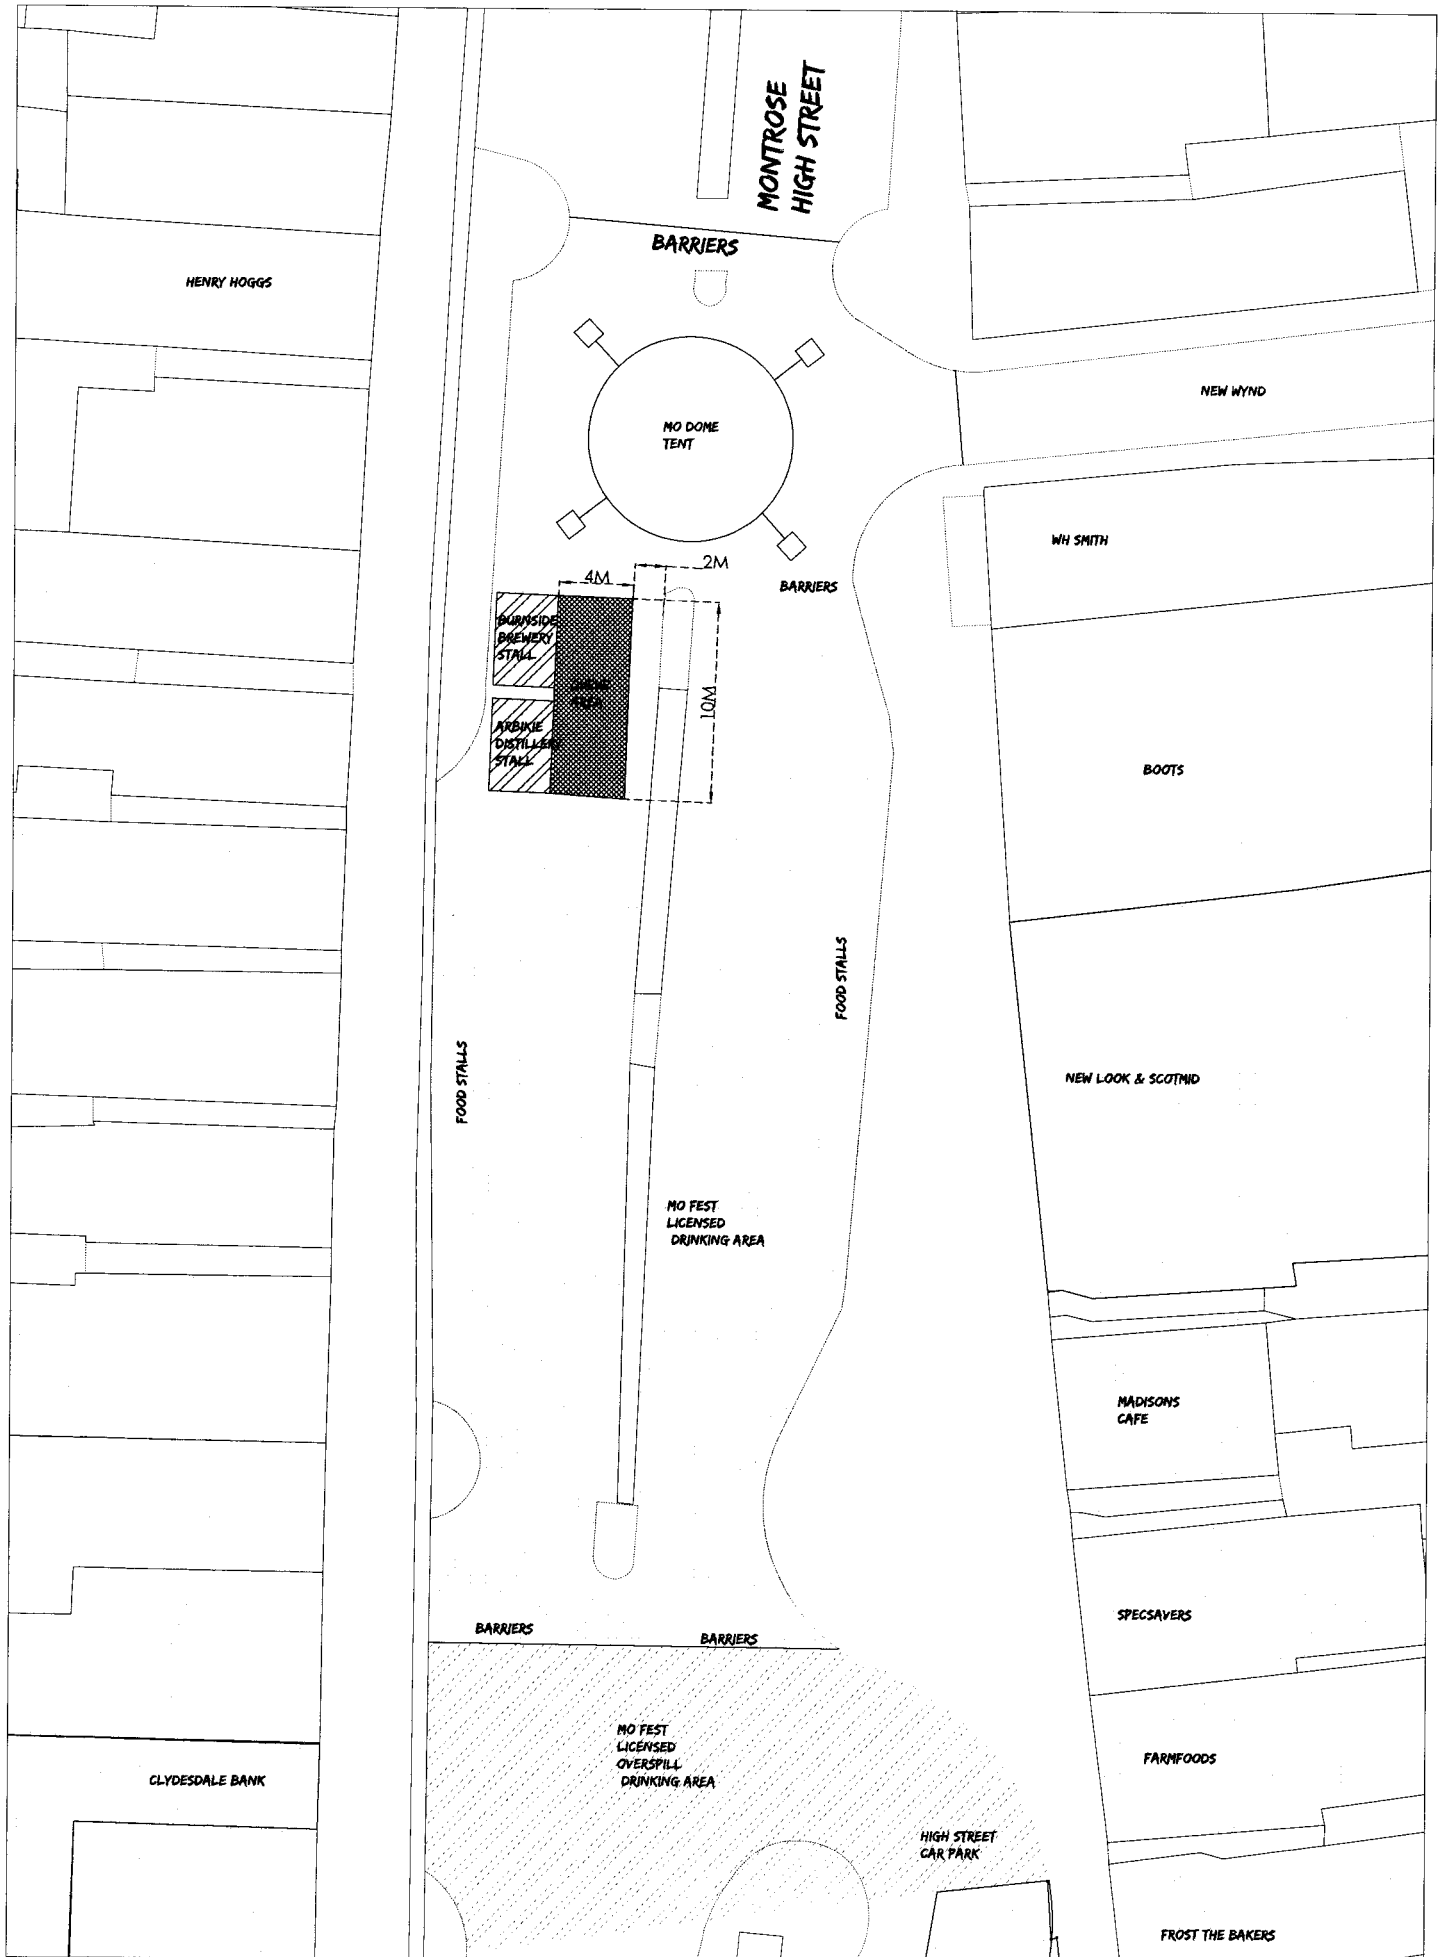 MONTROSE
HIGH STREET
BARRIERS
HENRY HOGGS
NEW WYND
MO DOME
TENT
WH SMITH
2M
4M
BARRIERS
BURNSIDE
BREWERY
STALL
AREA
10M
ARBIKIE
DISTILLERY
STALL
BOOTS
FOOD STALLS
FOOD STALLS
NEW LOOK & SCOTMID
MO FEST
LICENSED
DRINKING AREA
MADISONS
CAFE
SPECSAVERS
BARRIERS
BARRIERS
MO FEST
LICENSED
OVERSPILL
DRINKING AREA
FARMFOODS
CLYDESDALE BANK
HIGH STREET
CAR PARK
FROST THE BAKERS